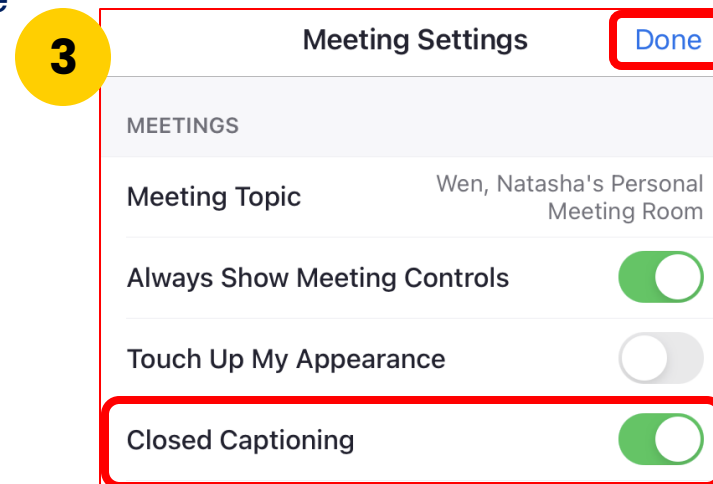 e
3
Meeting Settings
Done
MEETINGS
Meeting Topic
Wen, Natasha's Personal
Meeting Room
Always Show Meeting Controls
Touch Up My Appearance
Closed Captioning